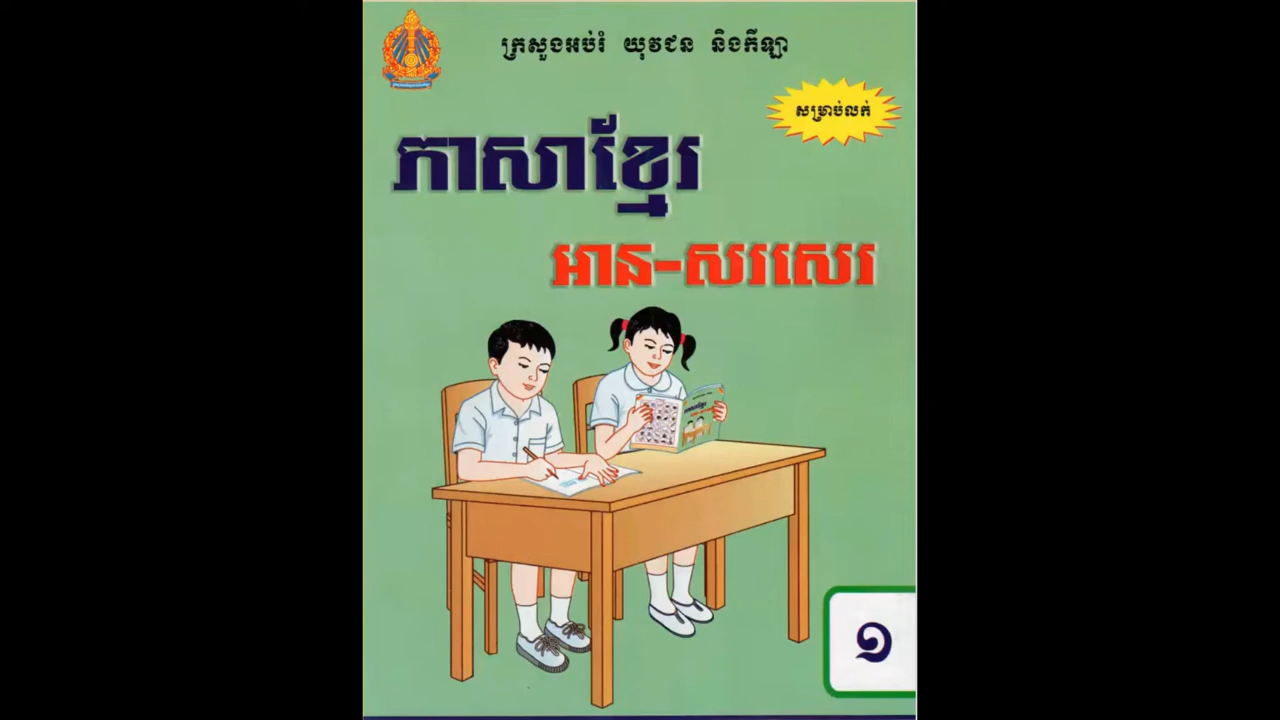 ក្រសួងអប់រំ យុវជន និងកីឡា
សម្រាប់លក់
ភាសាខ្មែរ
អាន-សរសេរ
១